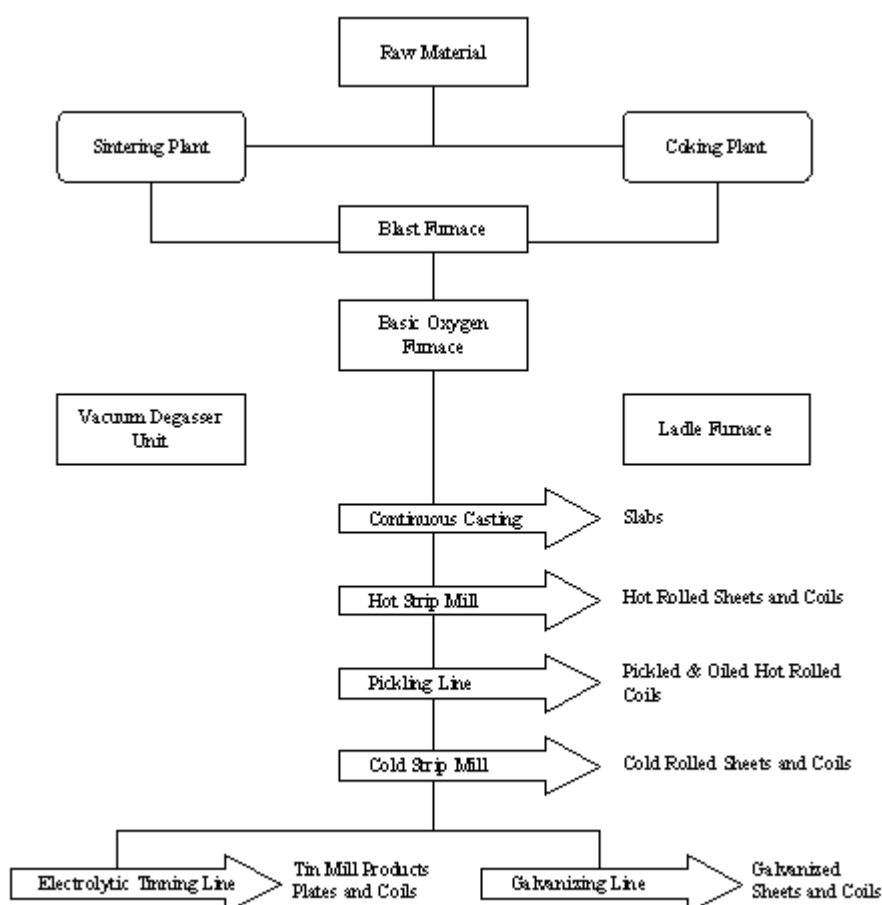 Raw Material
Sintering Plant
Coking Plant
Blast Furnace
Basic Oxygen
Furnace
Vacuum Degasser
Unit
Ladle Furnace
Continuous Casting
Slabs
Hot Strip Mill
Hot Rolled Sheets and Coils
Pickling Line
Pickled & Oiled Hot Rolled
Coils
Cold Strip Mill
Cold Rolled Sheets and Coils
Electrolytic Tinning Line
Tin Mill Products
Plates and Coils
Galvanizing Line
Galvanized
Sheets and Coils